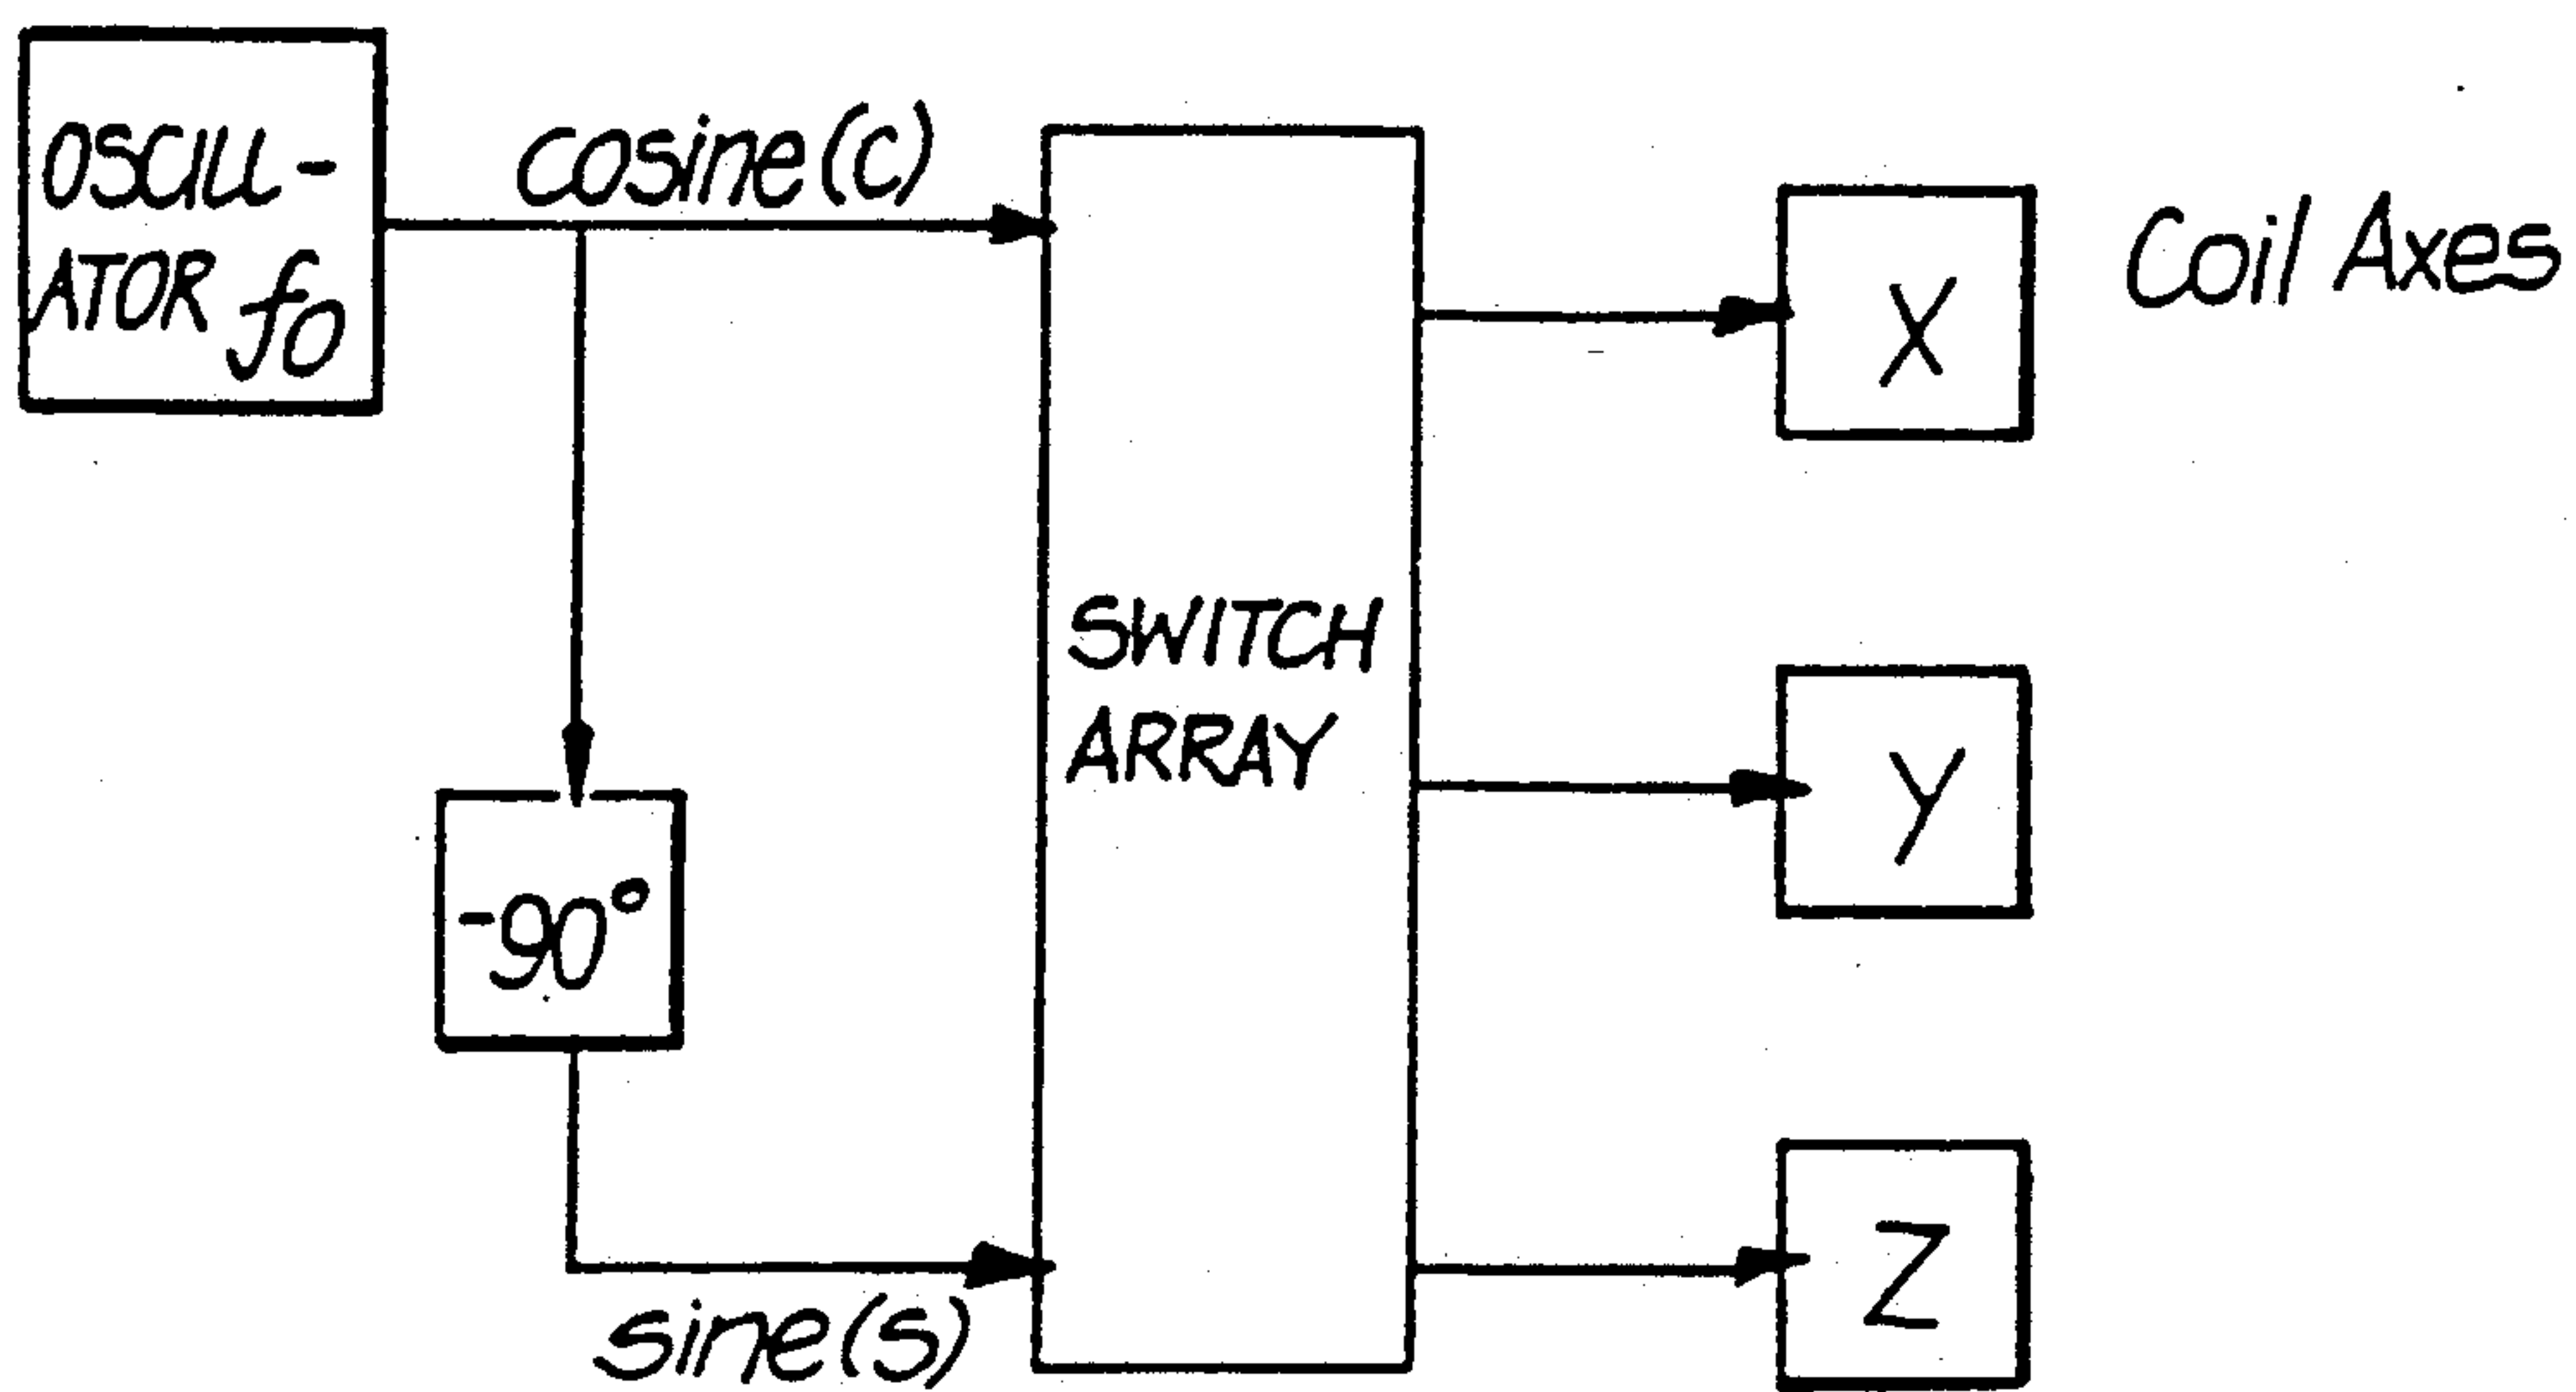 OSCILL-
ATOR fo
cosine(c)
-90°
sine(s)
SWITCH
ARRAY
X
Coil Axes
Y
Z